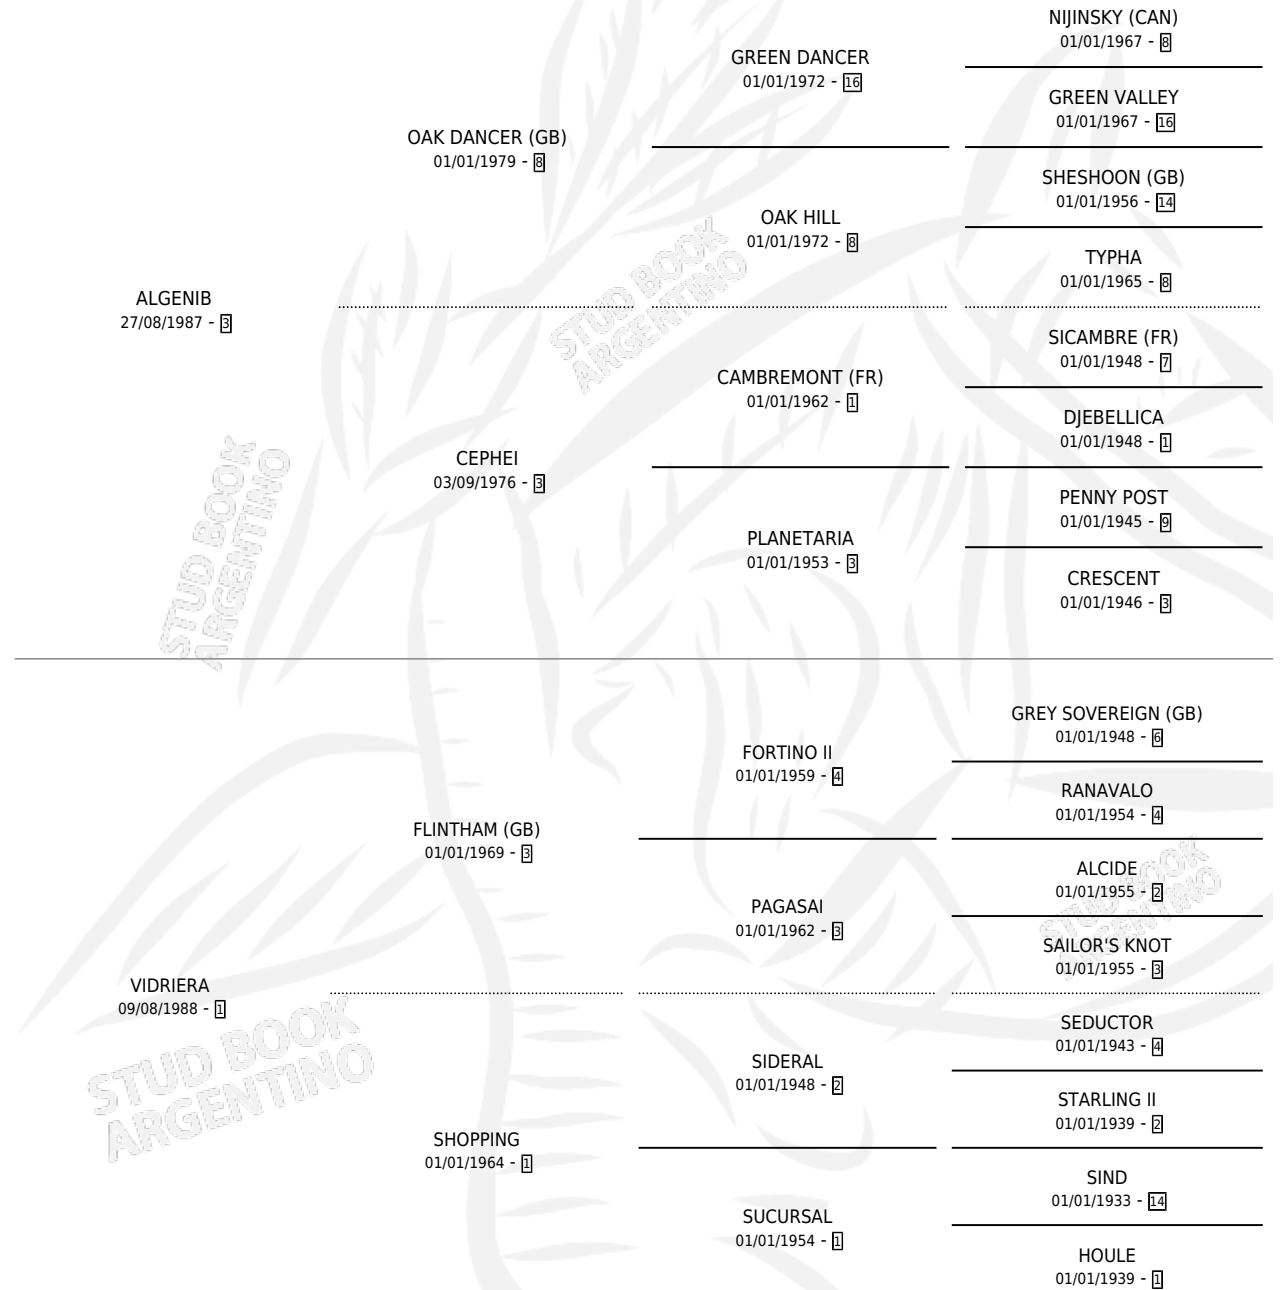 NIJINSKY (CAN)
01/01/1967 - 8
GREEN DANCER
01/01/1972 - 16
GREEN VALLEY
01/01/1967 - 16
OAK DANCER (GB)
01/01/1979 - 8
SHESHOON (GB)
01/01/1956 - 14
OAK HILL
01/01/1972 - 8
TYPHA
01/01/1965 - 8
ALGENIB
27/08/1987 - 3
SICAMBRE (FR)
01/01/1948 - 7
CAMBREMONT (FR)
01/01/1962 - 1
DJEBELLICA
01/01/1948 - 1
CEPHEI
03/09/1976 - 3
PENNY POST
01/01/1945 - 9
PLANETARIA
01/01/1953 - 3
CRESCENT
01/01/1946 - 3
GREY SOVEREIGN (GB)
01/01/1948 - 6
FORTINO II
01/01/1959 - 4
RANAVALO
01/01/1954 - 4
FLINTHAM (GB)
01/01/1969 - 3
ALCIDE
01/01/1955 - 2
PAGASAI
01/01/1962 - 3
SAILOR'S KNOT
01/01/1955 - 3
VIDRIERA
09/08/1988 - 1
SEDUCTOR
01/01/1943 - 4
SIDERAL
01/01/1948 - 2
STARLING II
01/01/1939 - 2
SHOPPING
01/01/1964 - 1
SIND
01/01/1933 - 14
SUCURSAL
01/01/1954 - 1
HOULE
01/01/1939 - 1
STUD BOOK
ARGENTINO
STUD BOOK
ARGENTINO
STUD BOOK
ARGENTINO
STUD BOOK
ARGENTINO